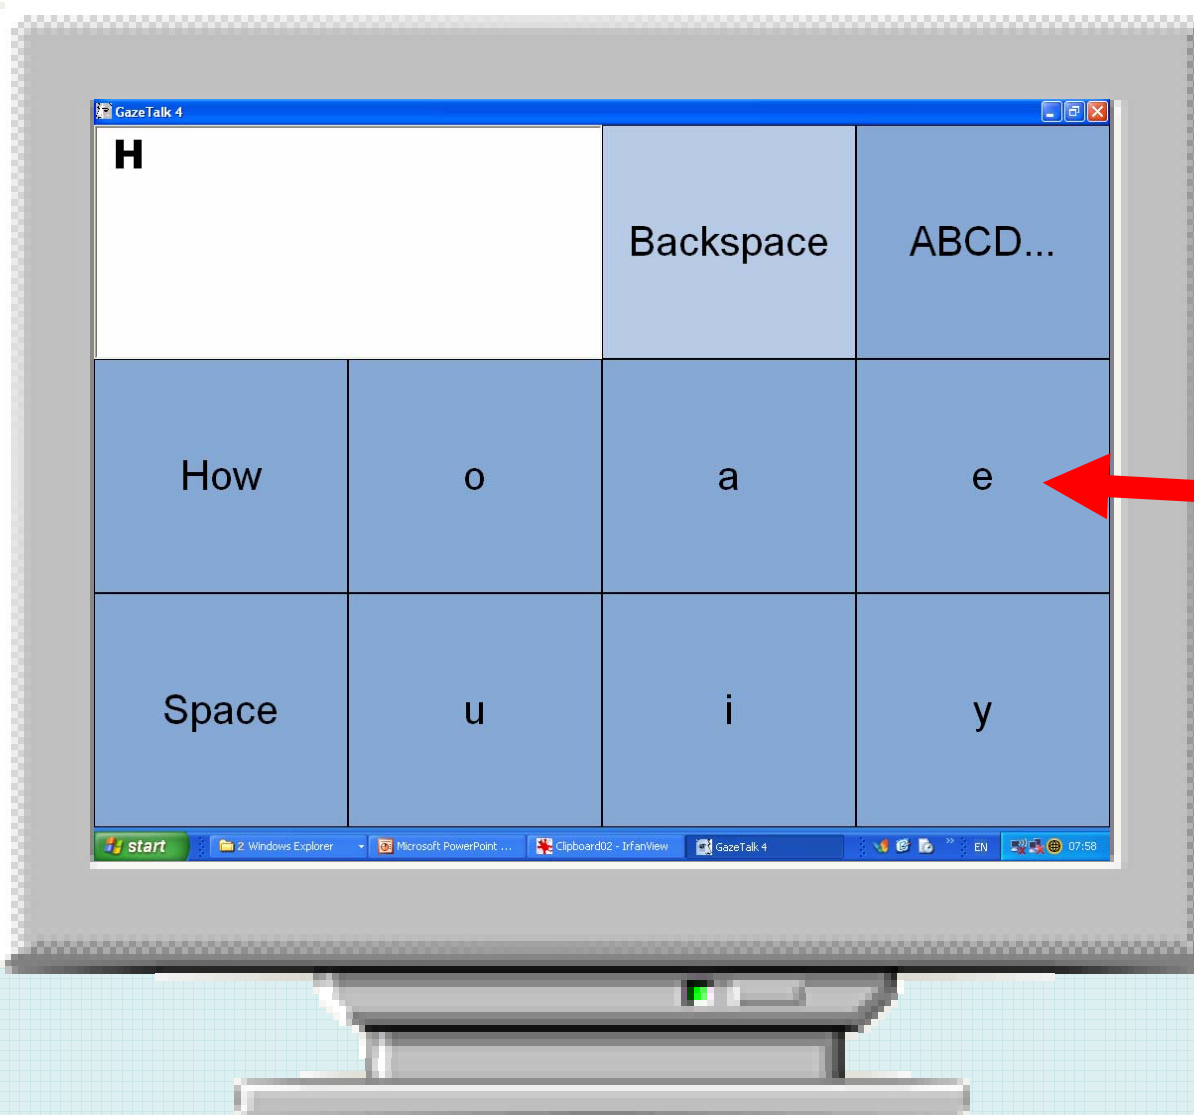 GazeTalk 4
H
Backspace
ABCD...
How
o
a
e
Space
u
i
y
start
2 Windows Explorer
Microsoft PowerPoint ...
Clipboard02 - IrfanView
GazeTalk 4
EN
07:58